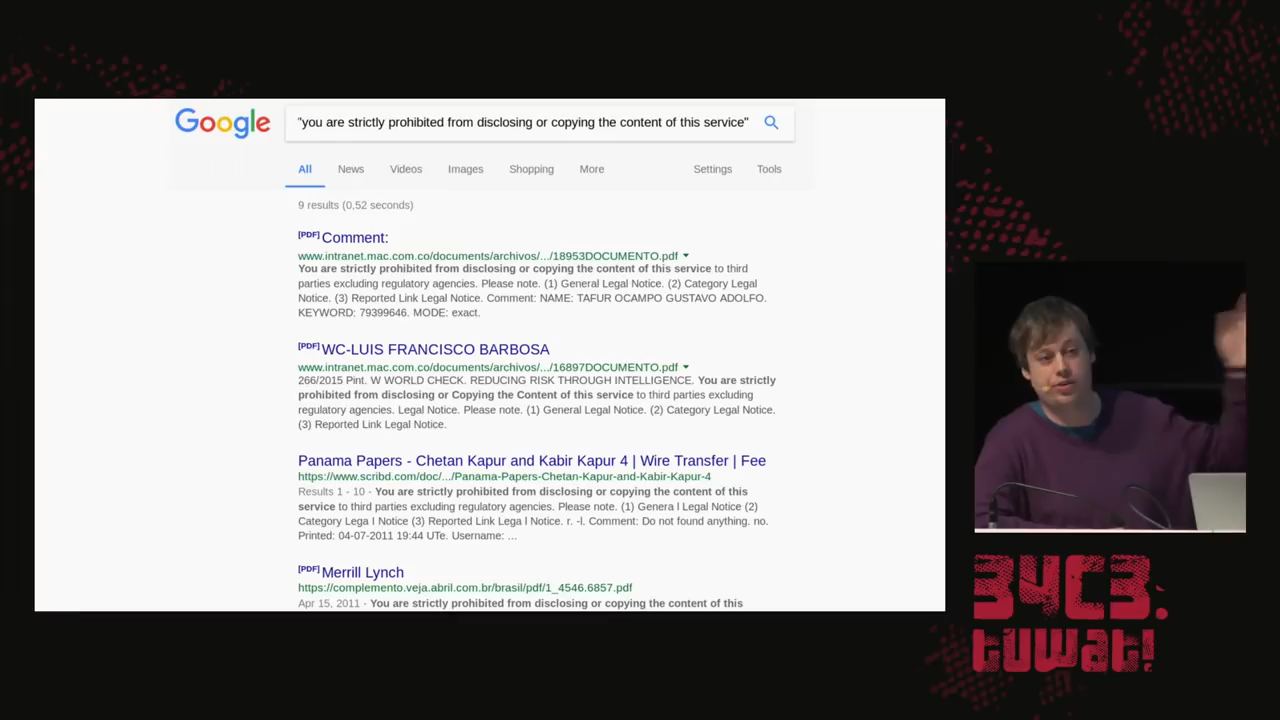 Google
"you are strictly prohibited from disclosing or copying the content of this service"
All News Videos Images Shopping More Settings Tools
9 results (0,52 seconds)
[PDF] Comment:
www.intranet.mac.com.co/documents/archivos/.../18953DOCUMENTO.pdf
You are strictly prohibited from disclosing or copying the content of this service to third
parties excluding regulatory agencies. Please note. (1) General Legal Notice. (2) Category Legal
Notice. (3) Reported Link Legal Notice. Comment: NAME: TAFUR OCAMPO GUSTAVO ADOLFO.
KEYWORD: 79399646. MODE: exact.
[PDF] WC-LUIS FRANCISCO BARBOSA
www.intranet.mac.com.co/documents/archivos/.../16897DOCUMENTO.pdf
266/2015 Pint. W WORLD CHECK. REDUCING RISK THROUGH INTELLIGENCE. You are strictly
prohibited from disclosing or Copying the Content of this service to third parties excluding
regulatory agencies. Legal Notice. Please note. (1) General Legal Notice. (2) Category Legal Notice.
(3) Reported Link Legal Notice.
Panama Papers - Chetan Kapur and Kabir Kapur 4 | Wire Transfer | Fee
https://www.scribd.com/doc/.../Panama-Papers-Chetan-Kapur-and-Kabir-Kapur-4
Results 1 - 10 - You are strictly prohibited from disclosing or copying the content of this
service to third parties excluding regulatory agencies. Please note. (1) Genera l Legal Notice (2)
Category Lega l Notice (3) Reported Link Lega l Notice. r. -l. Comment: Do not found anything. no.
Printed: 04-07-2011 19:44 UTe. Username: ...
[PDF] Merrill Lynch
https://complemento.veja.abril.com.br/brasil/pdf/1_4546.6857.pdf
Apr 15, 2011 - You are strictly prohibited from disclosing or copying the content of this
34C3.
tuwat!